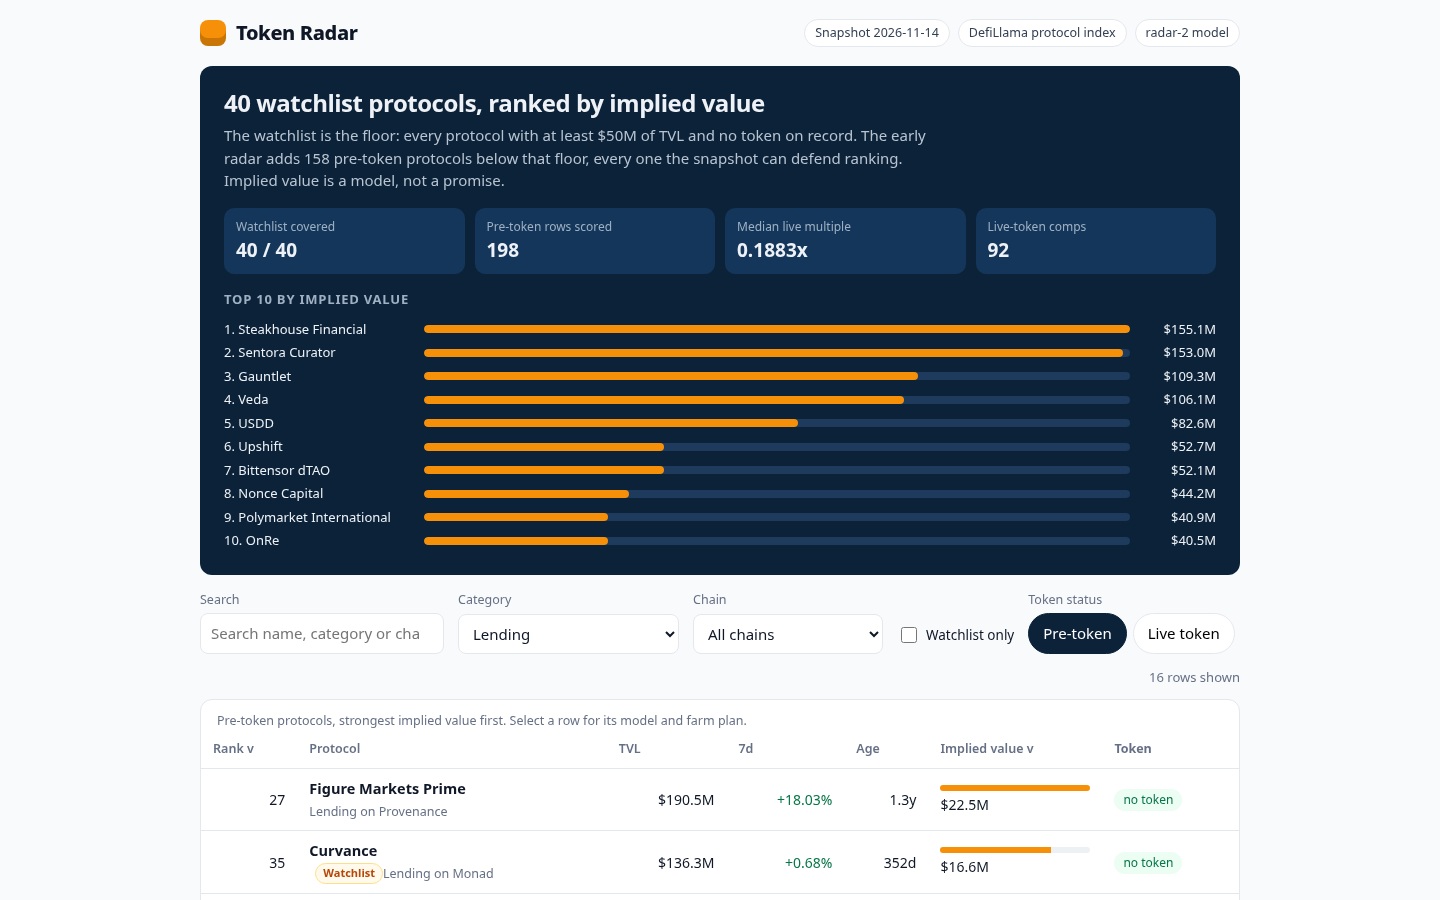 Token Radar
Snapshot 2026-11-14
DefiLlama protocol index
radar-2 model
40 watchlist protocols, ranked by implied value
The watchlist is the floor: every protocol with at least $50M of TVL and no token on record. The early
radar adds 158 pre-token protocols below that floor, every one the snapshot can defend ranking.
Implied value is a model, not a promise.
Watchlist covered
40 / 40
Pre-token rows scored
198
Median live multiple
0.1883x
Live-token comps
92
TOP 10 BY IMPLIED VALUE
1. Steakhouse Financial $155.1M
2. Sentora Curator $153.0M
3. Gauntlet $109.3M
4. Veda $106.1M
5. USDD $82.6M
6. Upshift $52.7M
7. Bittensor dTAO $52.1M
8. Nonce Capital $44.2M
9. Polymarket International $40.9M
10. OnRe $40.5M
Search
Category
Chain
Token status
Search name, category or cha
Lending
All chains
Watchlist only
Pre-token
Live token
16 rows shown
Pre-token protocols, strongest implied value first. Select a row for its model and farm plan.
Rank v Protocol TVL 7d Age Implied value v Token
27 Figure Markets Prime $190.5M +18.03% 1.3y $22.5M no token
Lending on Provenance
35 Curvance $136.3M +0.68% 352d $16.6M no token
Watchlist Lending on Monad